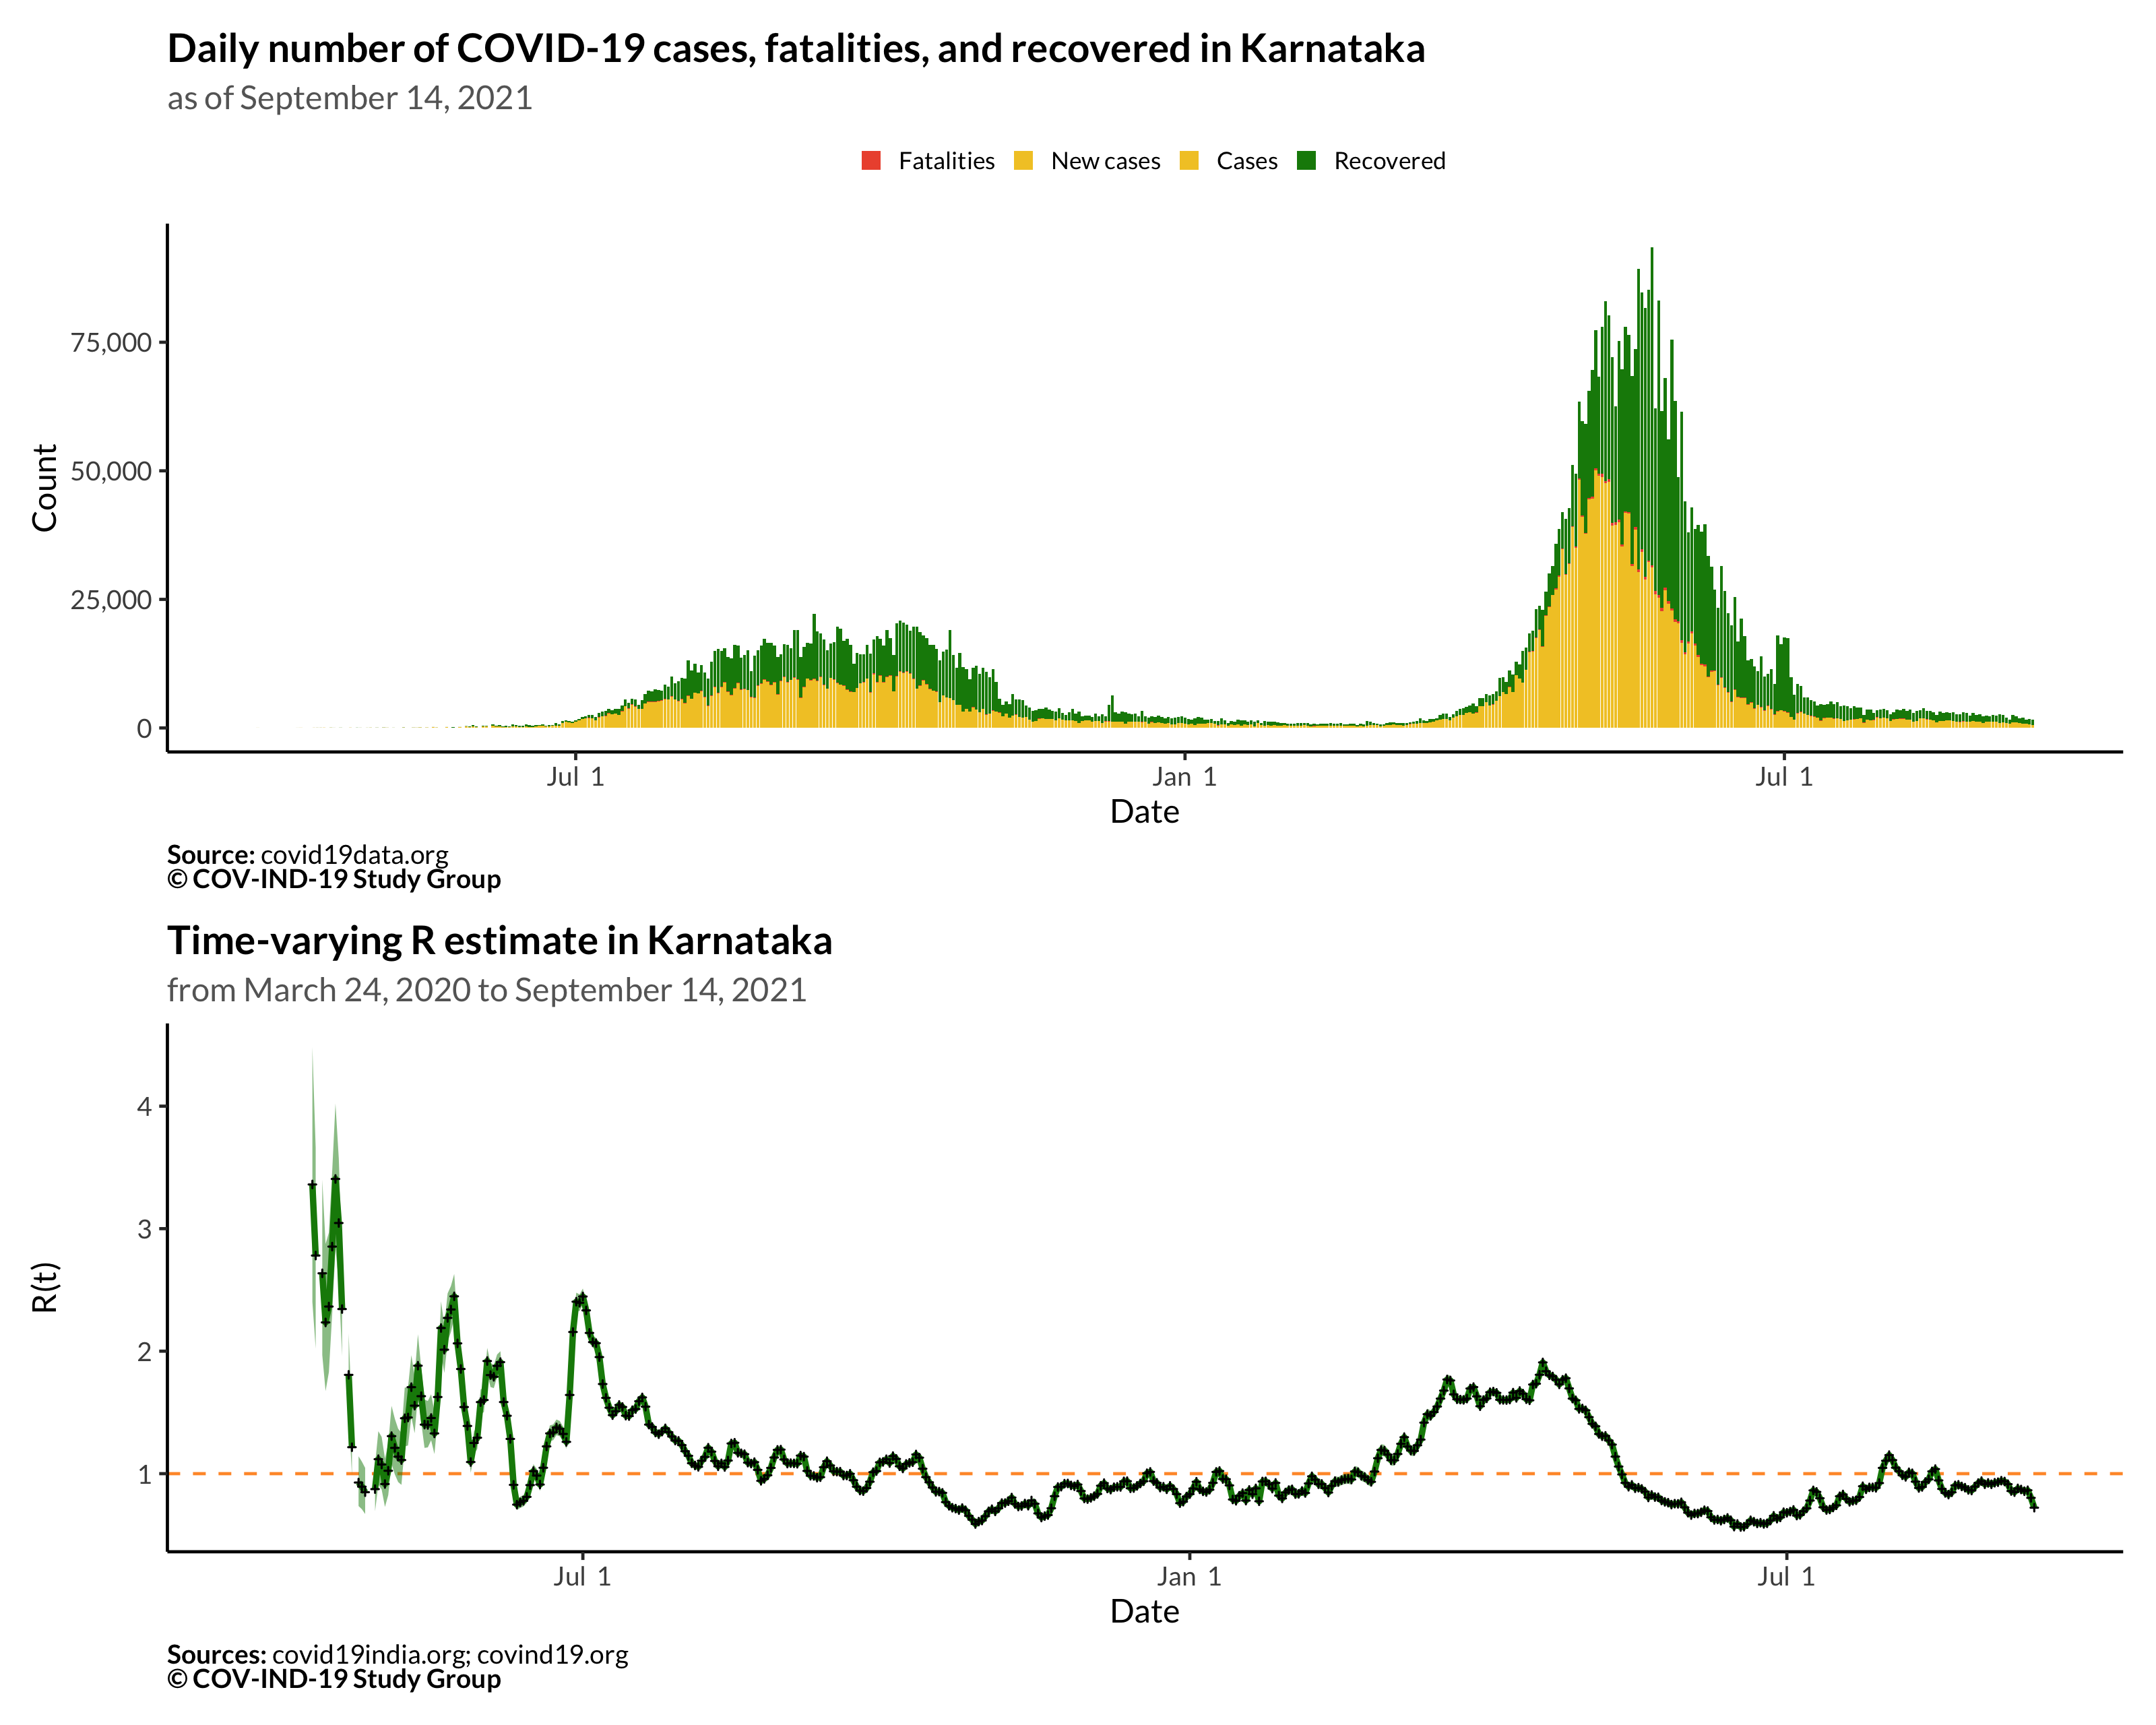 Daily number of COVID-19 cases, fatalities, and recovered in Karnataka
as of September 14, 2021
Fatalities New cases Cases Recovered
Count
75,000
50,000
25,000
0
Jul 1 Jan 1 Jul 1
Date
Source: covid19data.org
© COV-IND-19 Study Group
Time-varying R estimate in Karnataka
from March 24, 2020 to September 14, 2021
R(t)
4
3
2
1
Jul 1 Jan 1 Jul 1
Date
Sources: covid19india.org; covind19.org
© COV-IND-19 Study Group